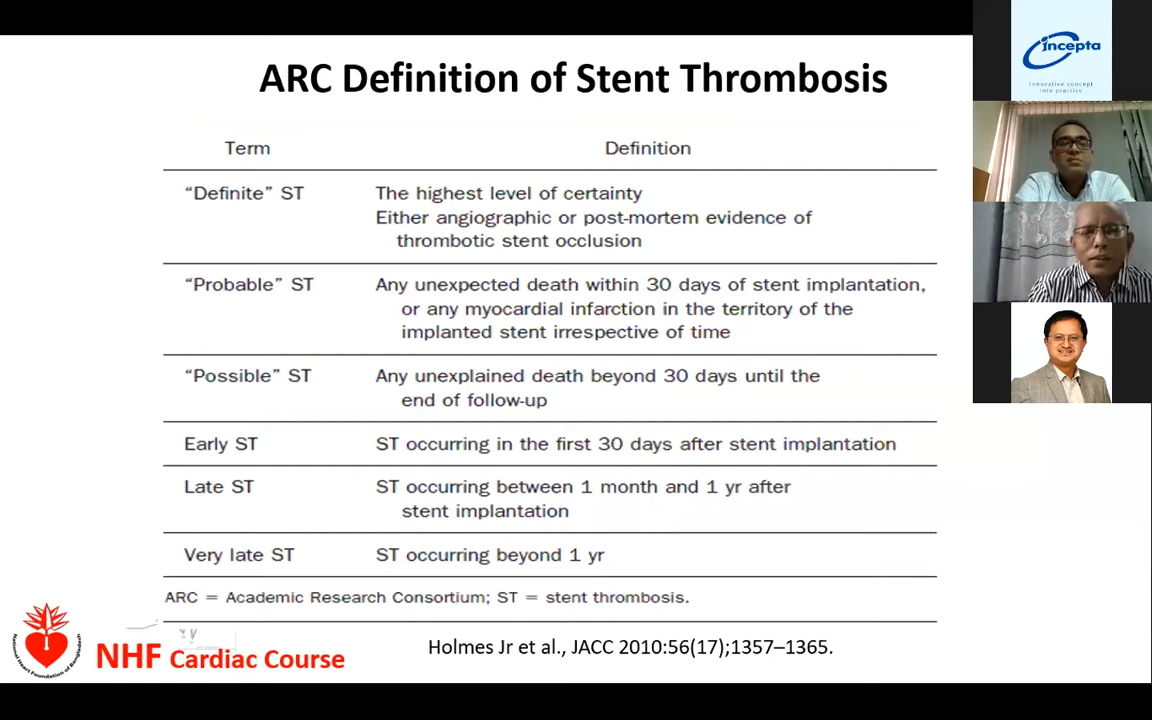 ARC Definition of Stent Thrombosis
Term Definition
“Definite” ST The highest level of certainty
Either angiographic or post-mortem evidence of
thrombotic stent occlusion
“Probable” ST Any unexpected death within 30 days of stent implantation,
or any myocardial infarction in the territory of the
implanted stent irrespective of time
“Possible” ST Any unexplained death beyond 30 days until the
end of follow-up
Early ST ST occurring in the first 30 days after stent implantation
Late ST ST occurring between 1 month and 1 yr after
stent implantation
Very late ST ST occurring beyond 1 yr
ARC = Academic Research Consortium; ST = stent thrombosis.
Holmes Jr et al., JACC 2010:56(17);1357–1365.
National Heart Foundation of Bangladesh
NHF Cardiac Course
incepta
Innovative concept
into practice